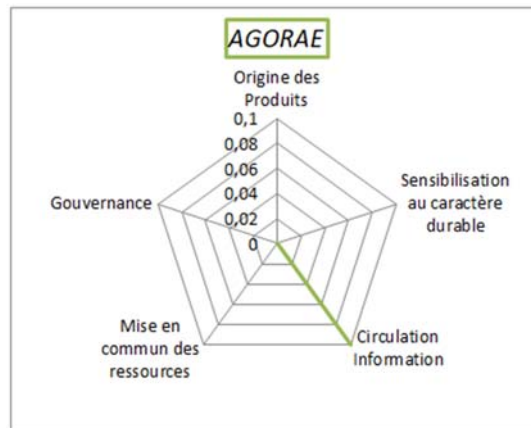 AGORAE
Origine des
Produits
0,1
0,08
0,06
0,04
0,02
0
Sensibilisation
au caractère
durable
Circulation
Information
Mise en
commun des
ressources
Gouvernance